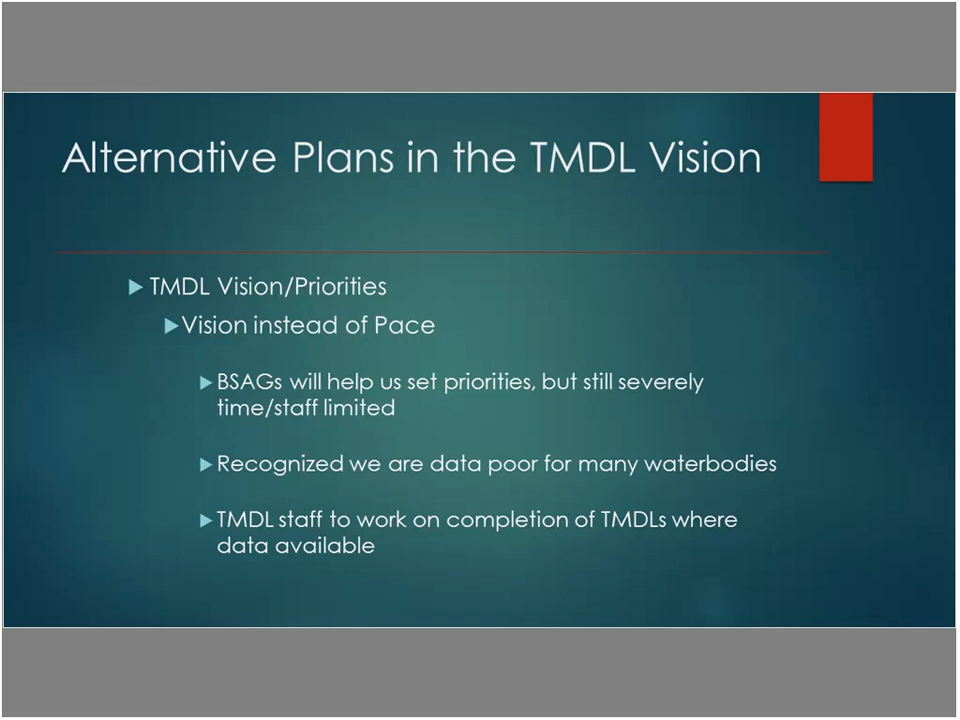 Alternative Plans in the TMDL Vision
TMDL Vision/Priorities
Vision instead of Pace
BSAGs will help us set priorities, but still severely
time/staff limited
Recognized we are data poor for many waterbodies
TMDL staff to work on completion of TMDLs where
data available